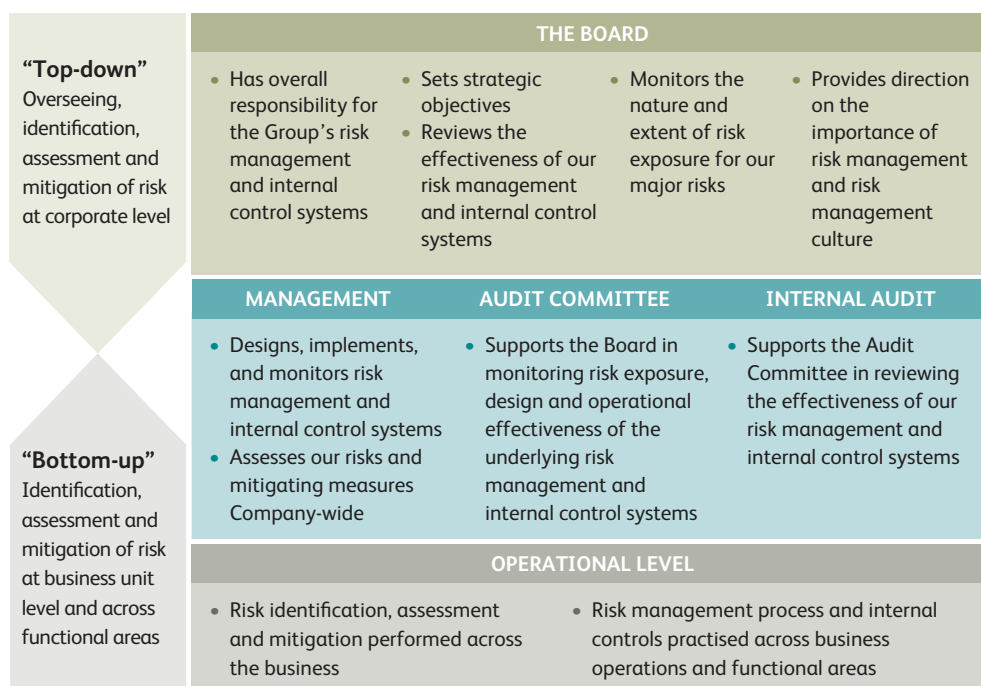 "Top-down"
Overseeing,
identification,
assessment and
mitigation of risk
at corporate level
THE BOARD
• Has overall
responsibility for
the Group's risk
management
and internal
control systems
• Sets strategic
objectives
• Reviews the
effectiveness of our
risk management
and internal control
systems
• Monitors the
nature and
extent of risk
exposure for our
major risks
• Provides direction
on the
importance of
risk management
and risk
management
culture
"Bottom-up"
Identification,
assessment and
mitigation of risk
at business unit
level and across
functional areas
MANAGEMENT
• Designs, implements,
and monitors risk
management and
internal control systems
• Assesses our risks and
mitigating measures
Company-wide
AUDIT COMMITTEE
• Supports the Board in
monitoring risk exposure,
design and operational
effectiveness of the
underlying risk
management and
internal control systems
INTERNAL AUDIT
• Supports the Audit
Committee in reviewing
the effectiveness of our
risk management and
internal control systems
OPERATIONAL LEVEL
• Risk identification, assessment
and mitigation performed across
the business
• Risk management process and internal
controls practised across business
operations and functional areas